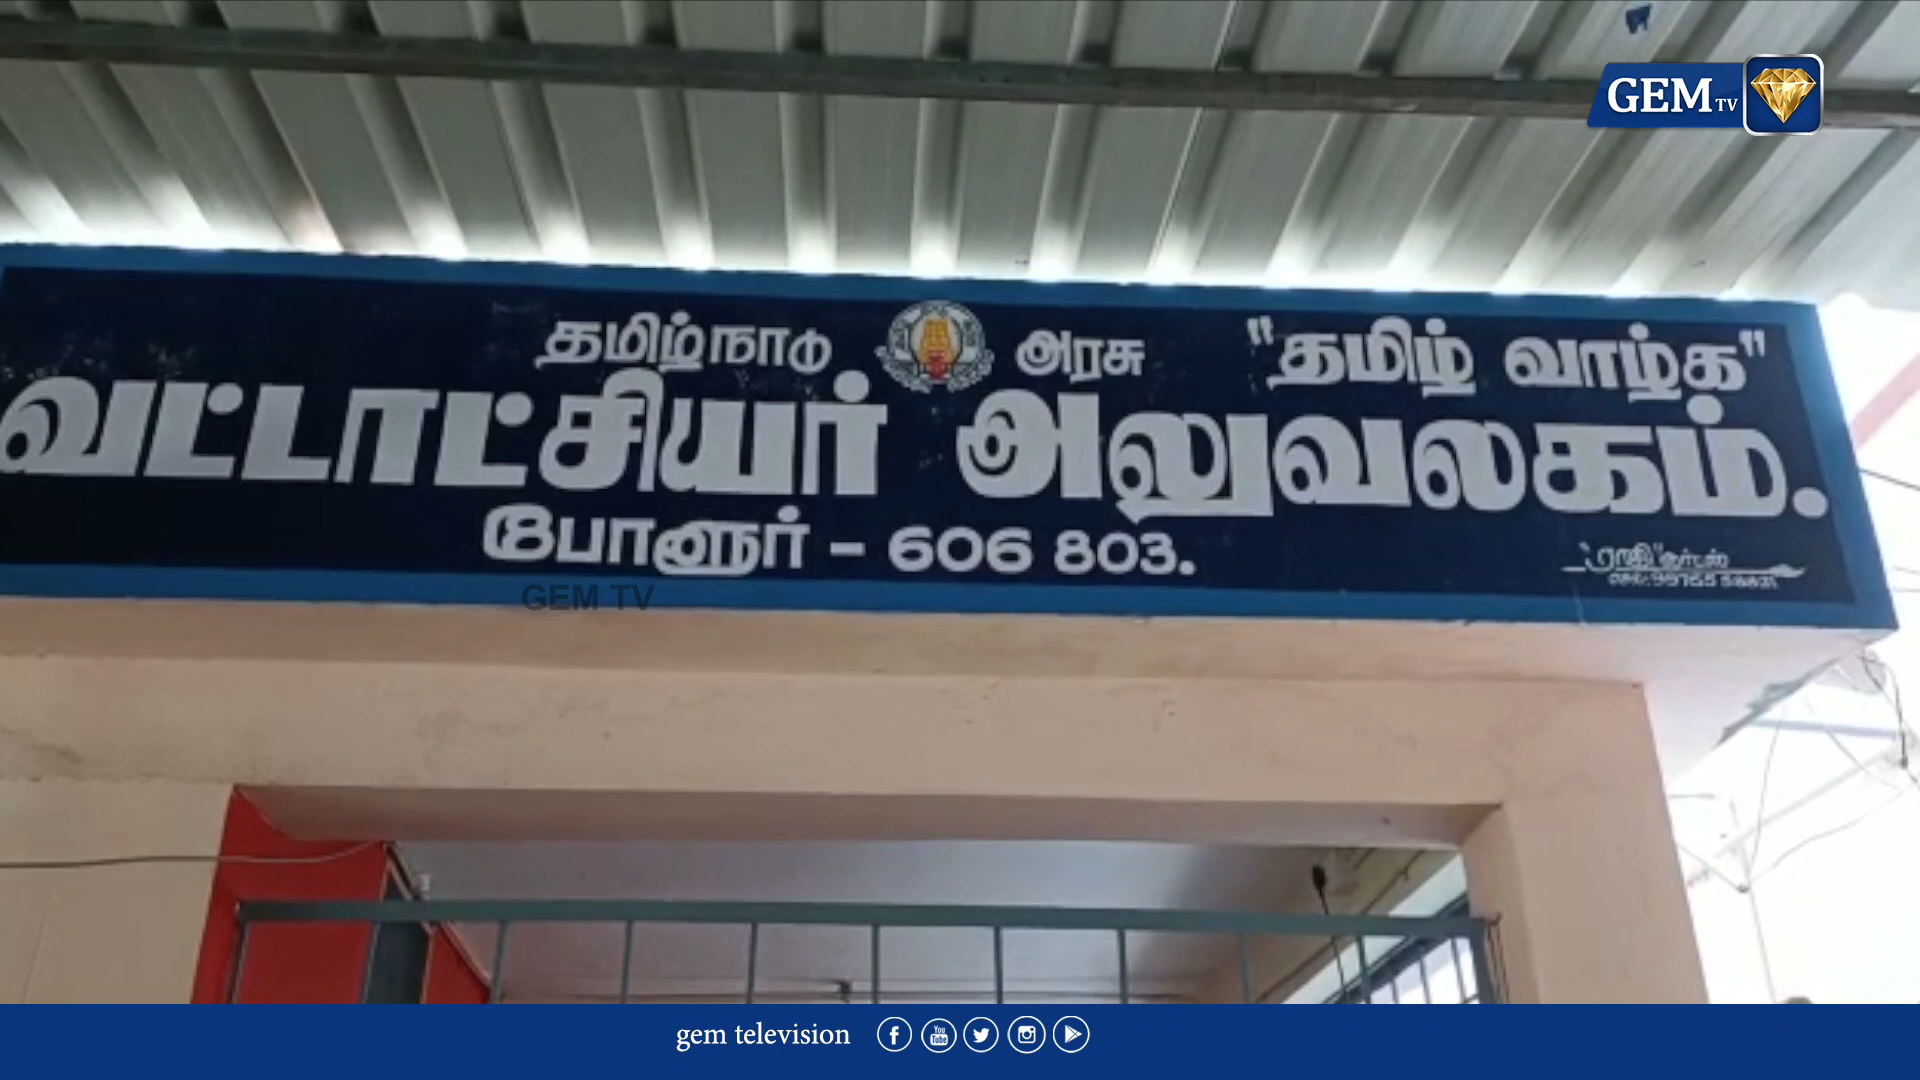 GEM TV
தமிழ்நாடு அரசு "தமிழ் வாழ்க"
வட்டாட்சியர் அலுவலகம்.
போளூர் - 606 803.
GEM TV
gem television